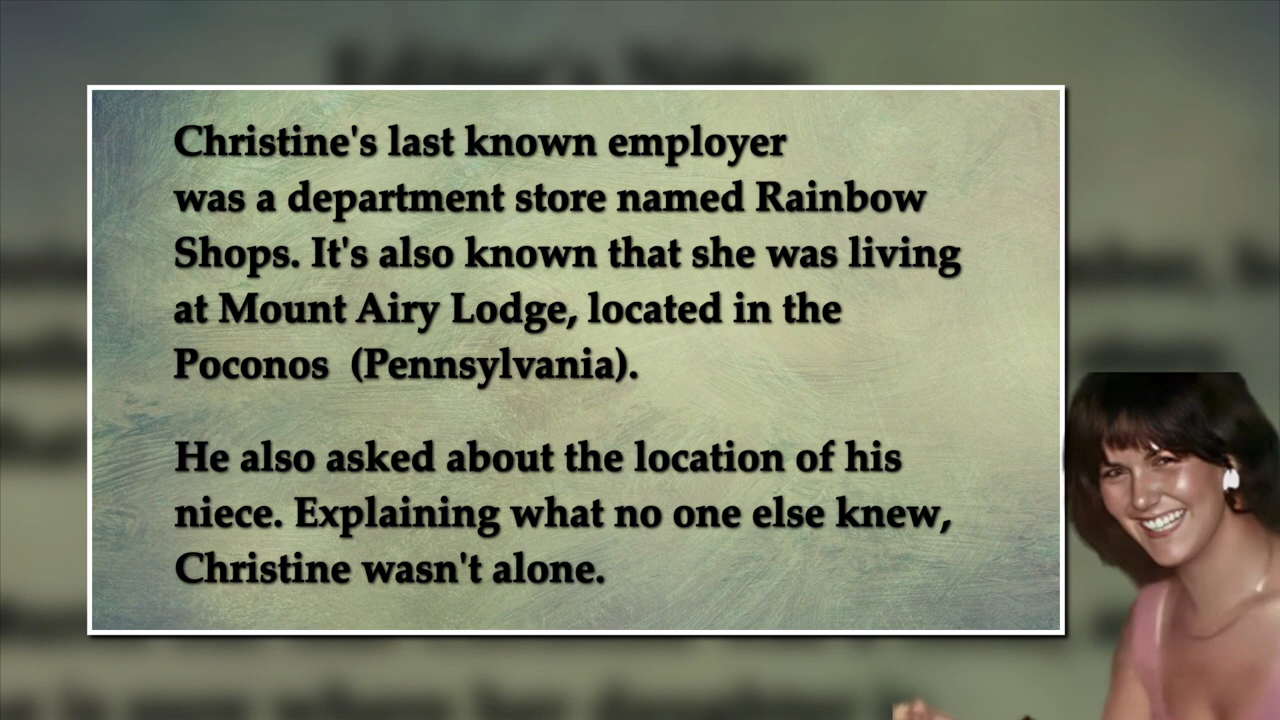 Christine's last known employer
was a department store named Rainbow
Shops. It's also known that she was living
at Mount Airy Lodge, located in the
Poconos (Pennsylvania).
He also asked about the location of his
niece. Explaining what no one else knew,
Christine wasn't alone.